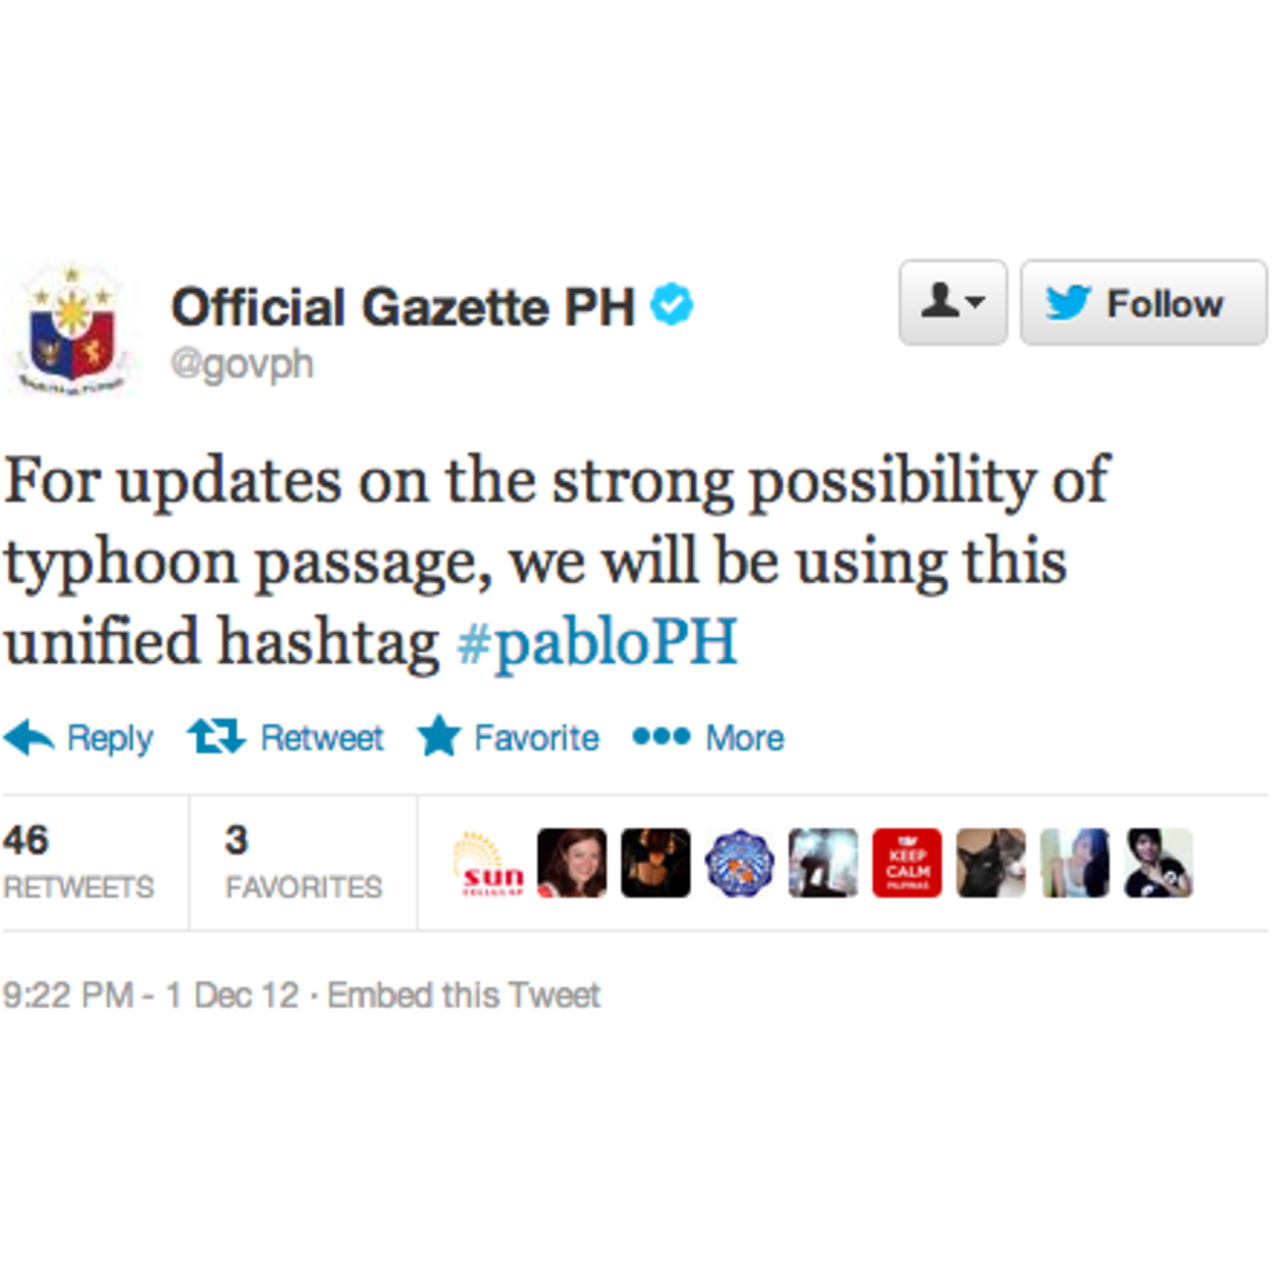 Official Gazette PH
@govph
Follow
For updates on the strong possibility of
typhoon passage, we will be using this
unified hashtag #pabloPH
Reply Retweet Favorite More
46
RETWEETS
3
FAVORITES
sun
CELLULAR
KEEP
CALM
PILIPINAS
9:22 PM - 1 Dec 12 · Embed this Tweet